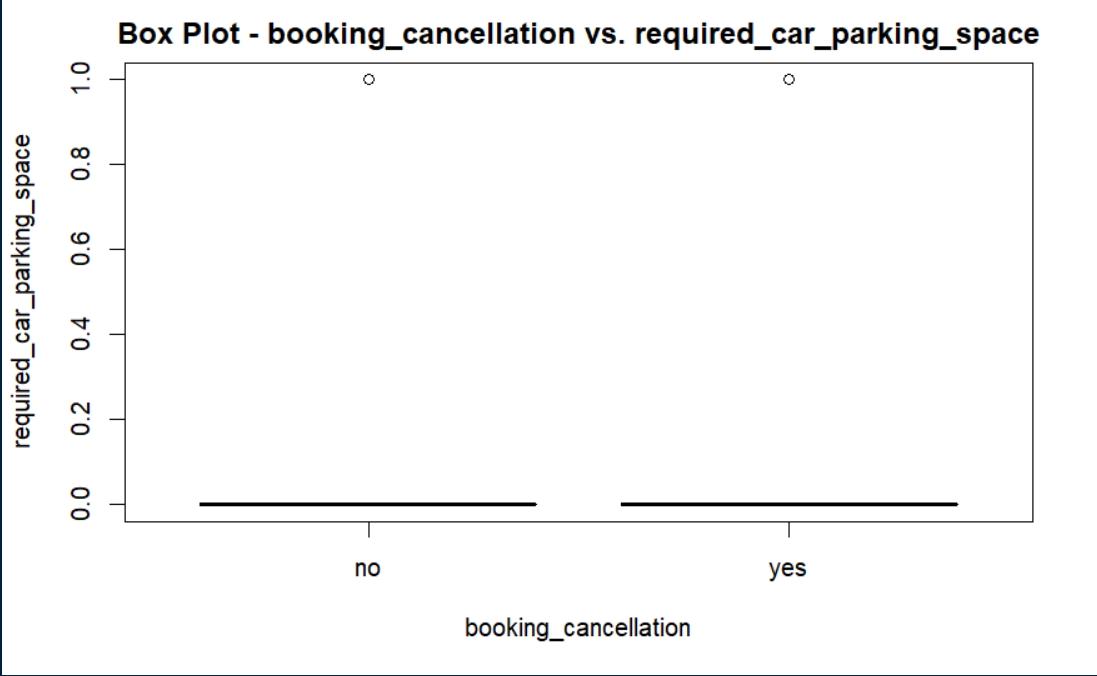 Box Plot - booking_cancellation vs. required_car_parking_space
required_car_parking_space
1.0
0.8
0.6
0.4
0.2
0.0
no yes
booking_cancellation